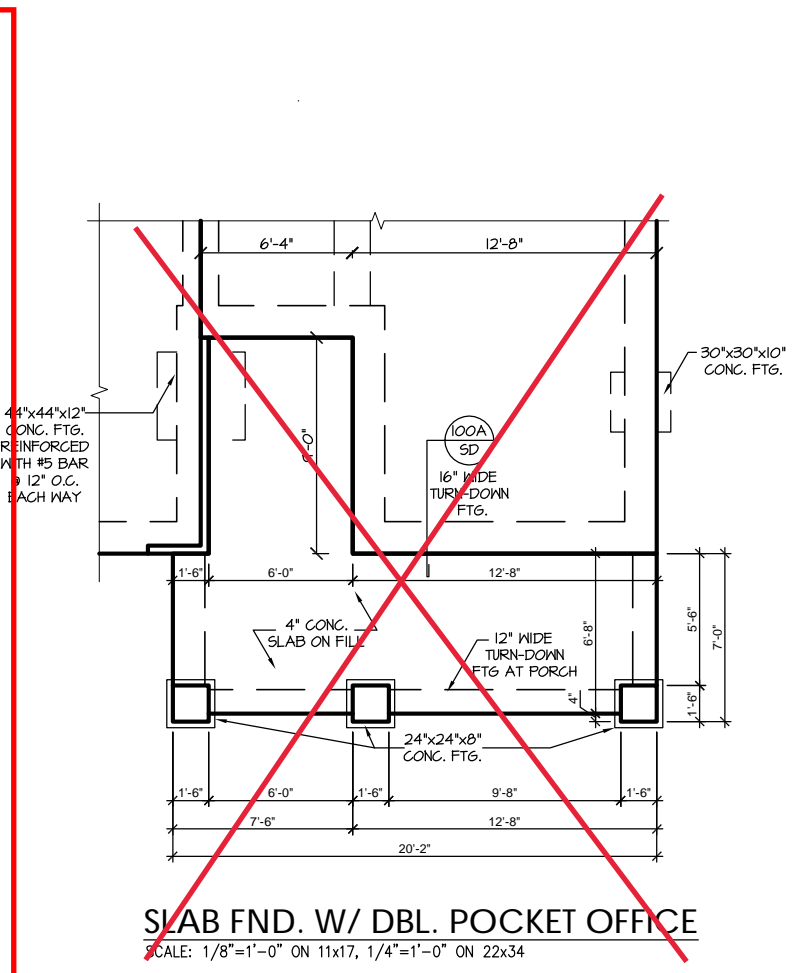 6'-4"
12'-8"
30"x30"x10"
CONC. FTG.
44"x44"x12"
CONC. FTG.
REINFORCED
WITH #5 BAR
@ 12" O.C.
EACH WAY
100A
SD
16" WIDE
TURN-DOWN
FTG.
1'-6"
6'-0"
12'-8"
4" CONC.
SLAB ON FILL
12" WIDE
TURN-DOWN
FTG AT PORCH
6'-8"
4"
5'-6"
1'-6"
7'-0"
24"x24"x8"
CONC. FTG.
1'-6"
6'-0"
1'-6"
9'-8"
1'-6"
7'-6"
12'-8"
20'-2"
SLAB FND. W/ DBL. POCKET OFFICE
SCALE: 1/8"=1'-0" ON 11x17, 1/4"=1'-0" ON 22x34